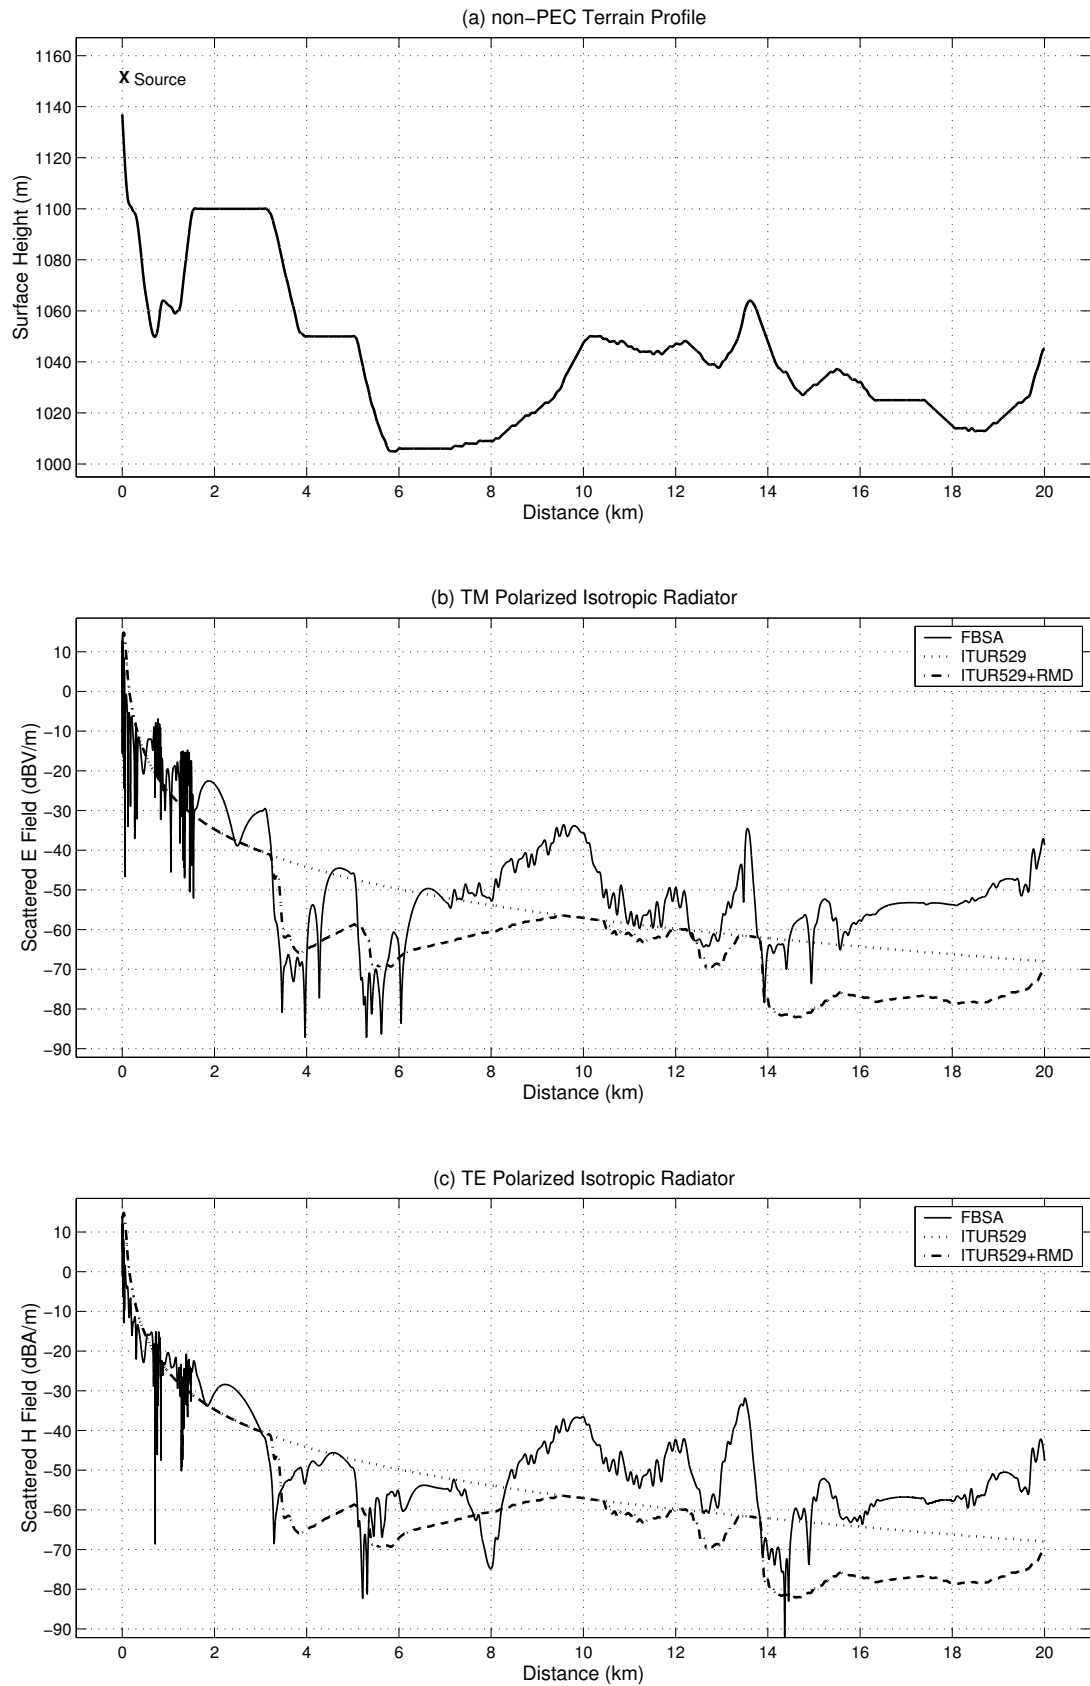 (a) non−PEC Terrain Profile
1160
1140
1120
1100
1080
1060
1040
1020
1000
Surface Height (m)
X Source
0 2 4 6 8 10 12 14 16 18 20
Distance (km)
(b) TM Polarized Isotropic Radiator
10
0
−10
−20
−30
−40
−50
−60
−70
−80
−90
Scattered E Field (dBV/m)
FBSA
ITUR529
ITUR529+RMD
0 2 4 6 8 10 12 14 16 18 20
Distance (km)
(c) TE Polarized Isotropic Radiator
10
0
−10
−20
−30
−40
−50
−60
−70
−80
−90
Scattered H Field (dBA/m)
FBSA
ITUR529
ITUR529+RMD
0 2 4 6 8 10 12 14 16 18 20
Distance (km)